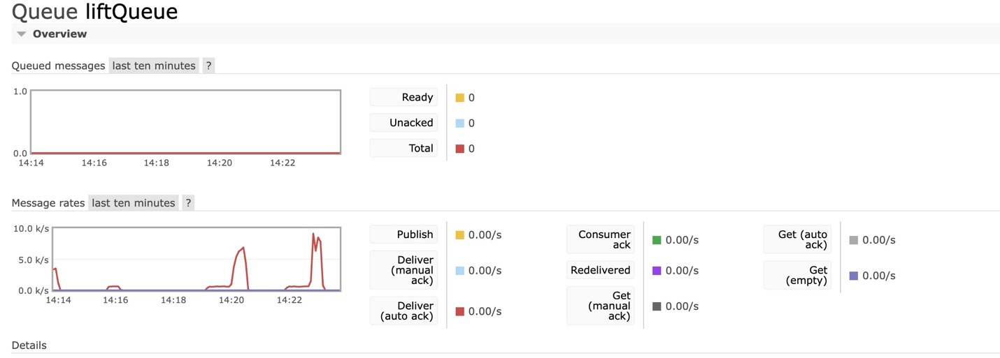 Queue liftQueue
Overview
Queued messages last ten minutes ?
1.0
0.0
14:14 14:16 14:18 14:20 14:22
Ready 0
Unacked 0
Total 0
Message rates last ten minutes ?
10.0 k/s
5.0 k/s
0.0 k/s
14:14 14:16 14:18 14:20 14:22
Publish 0.00/s
Deliver
(manual
ack) 0.00/s
Deliver
(auto ack) 0.00/s
Consumer
ack 0.00/s
Redelivered 0.00/s
Get
(manual
ack) 0.00/s
Get (auto
ack) 0.00/s
Get
(empty) 0.00/s
Details